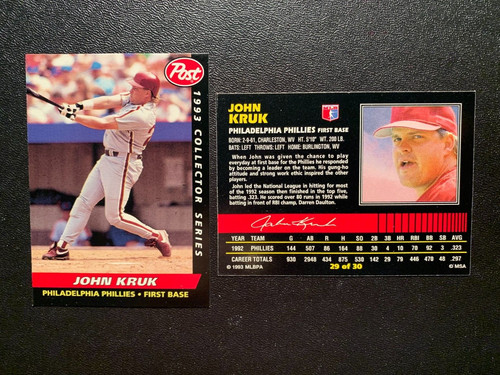 Post
1993 COLLECTOR SERIES
JOHN KRUK
PHILADELPHIA PHILLIES • FIRST BASE
JOHN
KRUK
PHILADELPHIA PHILLIES FIRST BASE
BORN: 2-9-61, CHARLESTON, WV HT. 5'10" WT. 200 LB.
BATS: LEFT THROWS: LEFT HOME: BURLINGTON, WV
When John was given the chance to play
everyday at first base for the Phillies he responded
by becoming a leader on the team. His gung-ho
attitude and strong work ethic inspired the other
players.
John led the National League in hitting for most
of the 1992 season then finished in the top five,
batting .323. He scored over 80 runs in 1992 while
batting in front of RBI champ, Darren Daulton.
John Kruk
YEAR TEAM G AB R H SO 2B 3B HR RBI BB SB AVG
1992 PHILLIES 144 507 86 164 88 30 4 10 70 92 3 .323
CAREER TOTALS 930 2948 434 875 535 142 29 79 446 470 48 .297
© 1993 MLBPA 29 of 30 © MSA